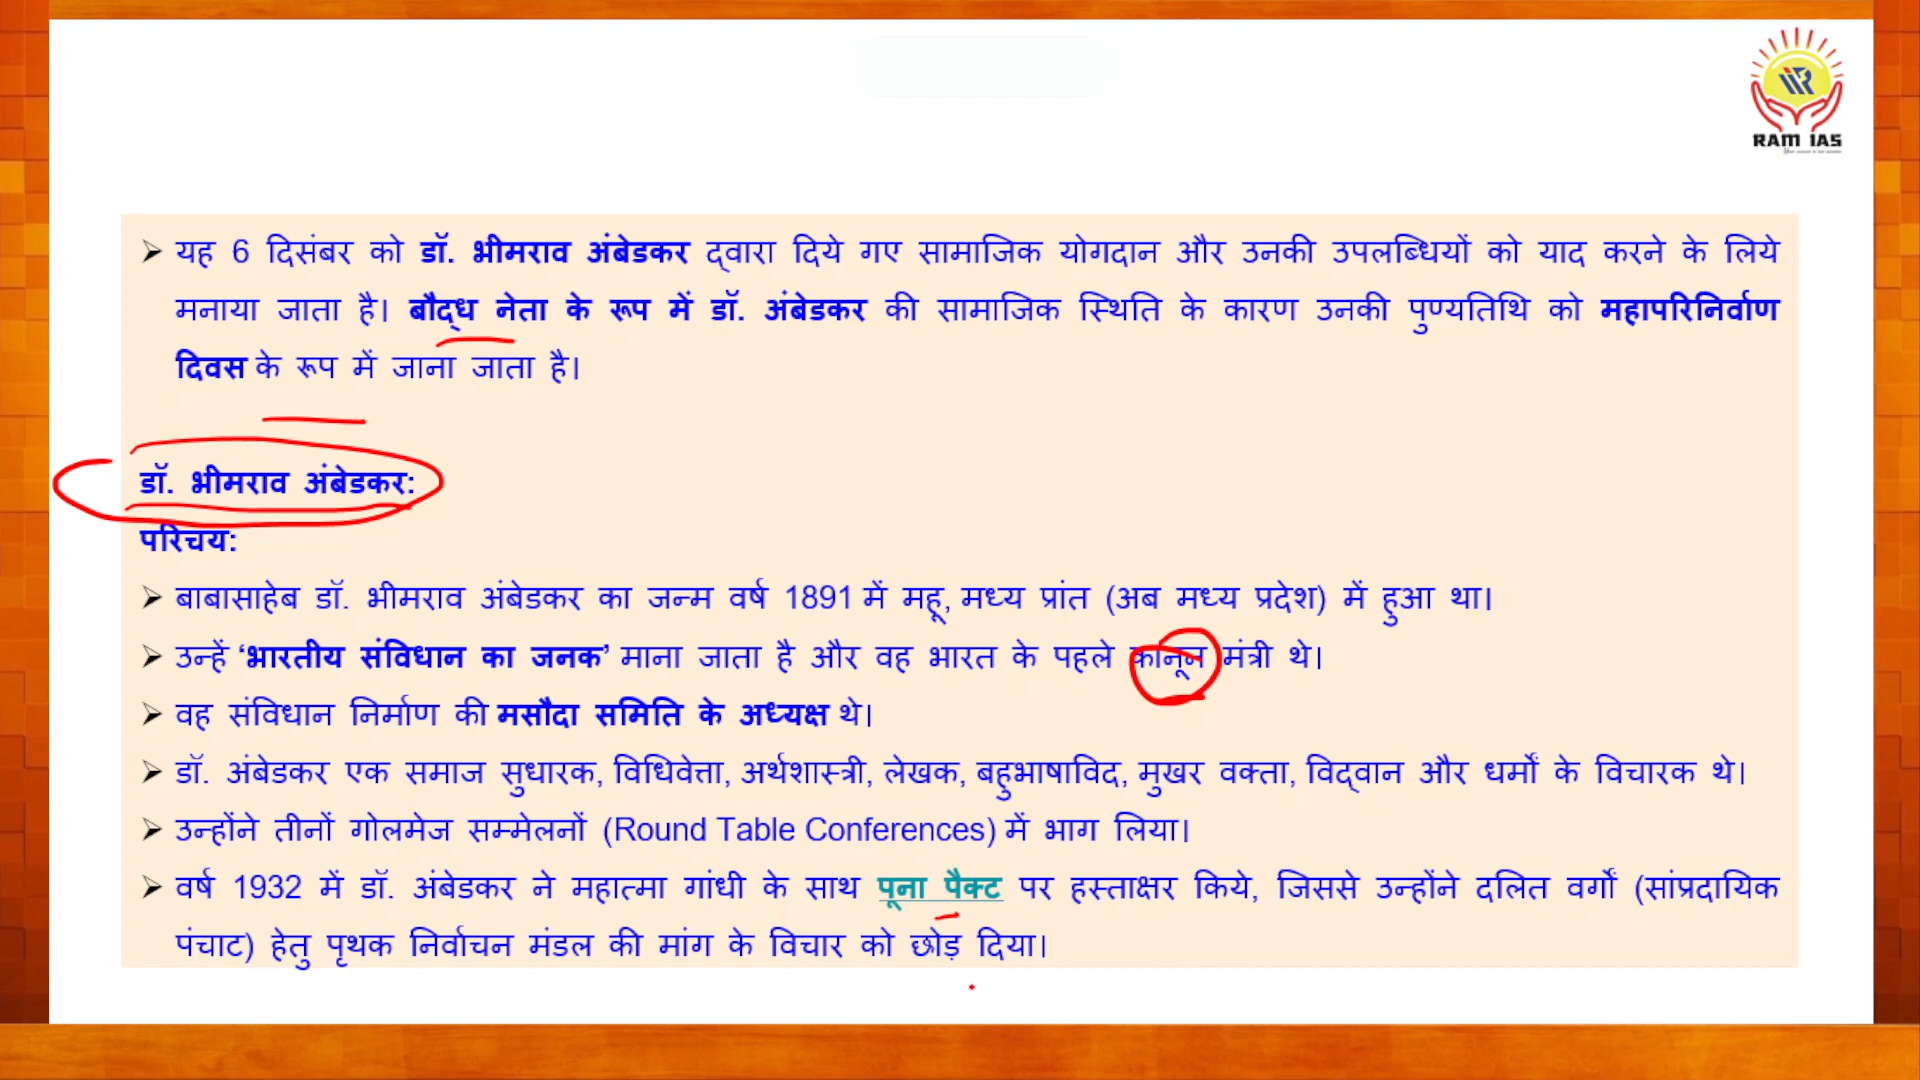 RAM IAS
यह 6 दिसंबर को डॉ. भीमराव अंबेडकर द्वारा दिये गए सामाजिक योगदान और उनकी उपलब्धियों को याद करने के लिये
मनाया जाता है। बौद्ध नेता के रूप में डॉ. अंबेडकर की सामाजिक स्थिति के कारण उनकी पुण्यतिथि को महापरिनिर्वाण
दिवस के रूप में जाना जाता है।
डॉ. भीमराव अंबेडकर:
परिचय:
बाबासाहेब डॉ. भीमराव अंबेडकर का जन्म वर्ष 1891 में महू, मध्य प्रांत (अब मध्य प्रदेश) में हुआ था।
उन्हें ‘भारतीय संविधान का जनक’ माना जाता है और वह भारत के पहले कानून मंत्री थे।
वह संविधान निर्माण की मसौदा समिति के अध्यक्ष थे।
डॉ. अंबेडकर एक समाज सुधारक, विधिवेत्ता, अर्थशास्त्री, लेखक, बहुभाषाविद, मुखर वक्ता, विद्वान और धर्मों के विचारक थे।
उन्होंने तीनों गोलमेज सम्मेलनों (Round Table Conferences) में भाग लिया।
वर्ष 1932 में डॉ. अंबेडकर ने महात्मा गांधी के साथ पूना पैक्ट पर हस्ताक्षर किये, जिससे उन्होंने दलित वर्गों (सांप्रदायिक
पंचाट) हेतु पृथक निर्वाचन मंडल की मांग के विचार को छोड़ दिया।